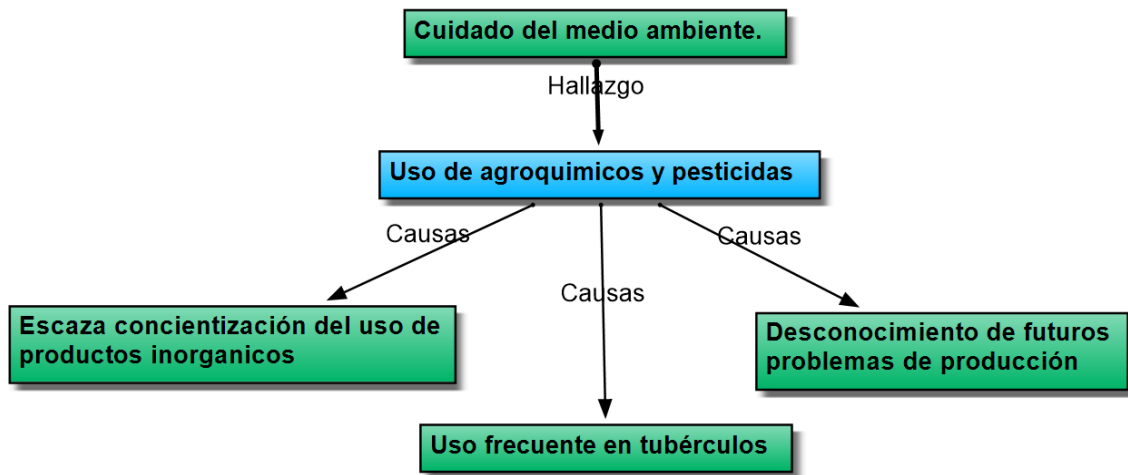 Cuidado del medio ambiente.
Hallazgo
Uso de agroquimicos y pesticidas
Causas
Causas
Causas
Escaza concientización del uso de
productos inorganicos
Desconocimiento de futuros
problemas de producción
Uso frecuente en tubérculos